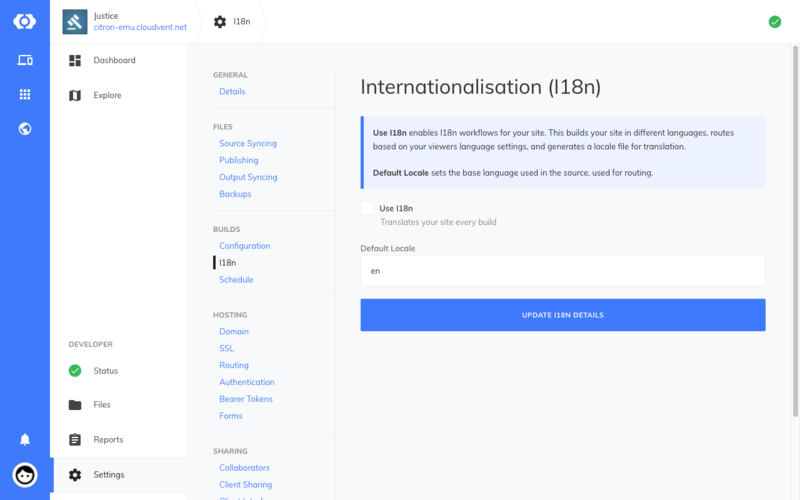 Justice
citron-emu.cloudvent.net
I18n
Dashboard
Explore
DEVELOPER
Status
Files
Reports
Settings
GENERAL
Details
FILES
Source Syncing
Publishing
Output Syncing
Backups
BUILDS
Configuration
I18n
Schedule
HOSTING
Domain
SSL
Routing
Authentication
Bearer Tokens
Forms
SHARING
Collaborators
Client Sharing
Internationalisation (I18n)
Use I18n enables I18n workflows for your site. This builds your site in different languages, routes
based on your viewers language settings, and generates a locale file for translation.
Default Locale sets the base language used in the source, used for routing.
Use I18n
Translates your site every build
Default Locale
en
UPDATE I18N DETAILS